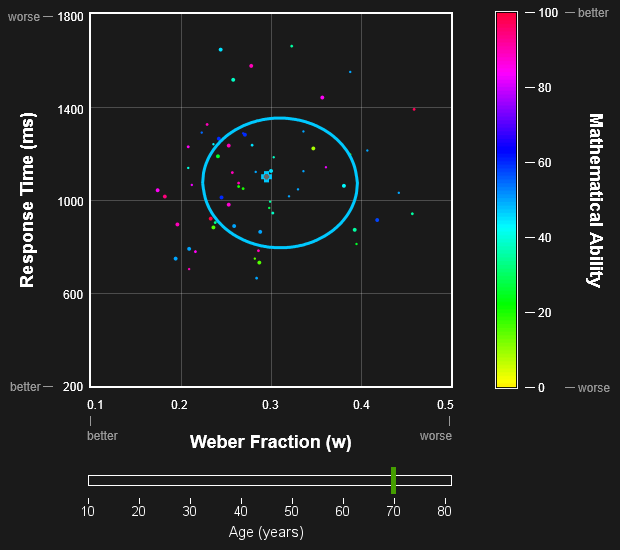 worse
1800
1400
1000
600
better
200
Response Time (ms)
0.1
0.2
0.3
0.4
0.5
better
worse
Weber Fraction (w)
10
20
30
40
50
60
70
80
Age (years)
100
better
80
60
40
20
0
worse
Mathematical Ability